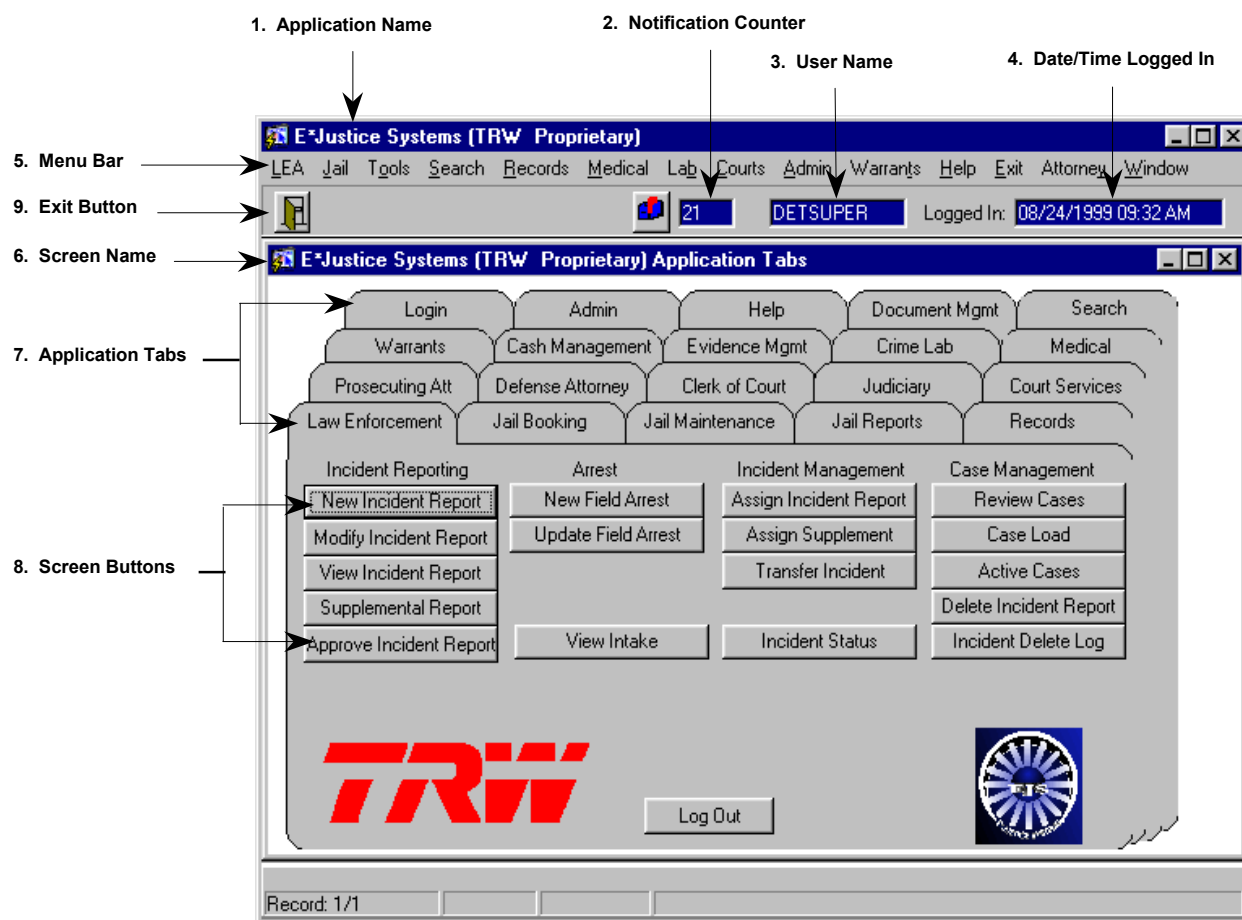 1. Application Name
2. Notification Counter
3. User Name
4. Date/Time Logged In
E*Justice Systems (TRW Proprietary)
5. Menu Bar
LEA Jail Tools Search Records Medical Lab Courts Admin Warrants Help Exit Attorney Window
9. Exit Button
21 DETSUPER Logged In: 08/24/1999 09:32 AM
6. Screen Name
E*Justice Systems (TRW Proprietary) Application Tabs
Login Admin Help Document Mgmt Search
7. Application Tabs
Warrants Cash Management Evidence Mgmt Crime Lab Medical
Prosecuting Att Defense Attorney Clerk of Court Judiciary Court Services
Law Enforcement Jail Booking Jail Maintenance Jail Reports Records
Incident Reporting Arrest Incident Management Case Management
New Incident Report New Field Arrest Assign Incident Report Review Cases
Modify Incident Report Update Field Arrest Assign Supplement Case Load
8. Screen Buttons
View Incident Report Transfer Incident Active Cases
Supplemental Report Delete Incident Report
Approve Incident Report View Intake Incident Status Incident Delete Log
TRW
Log Out
Record: 1/1